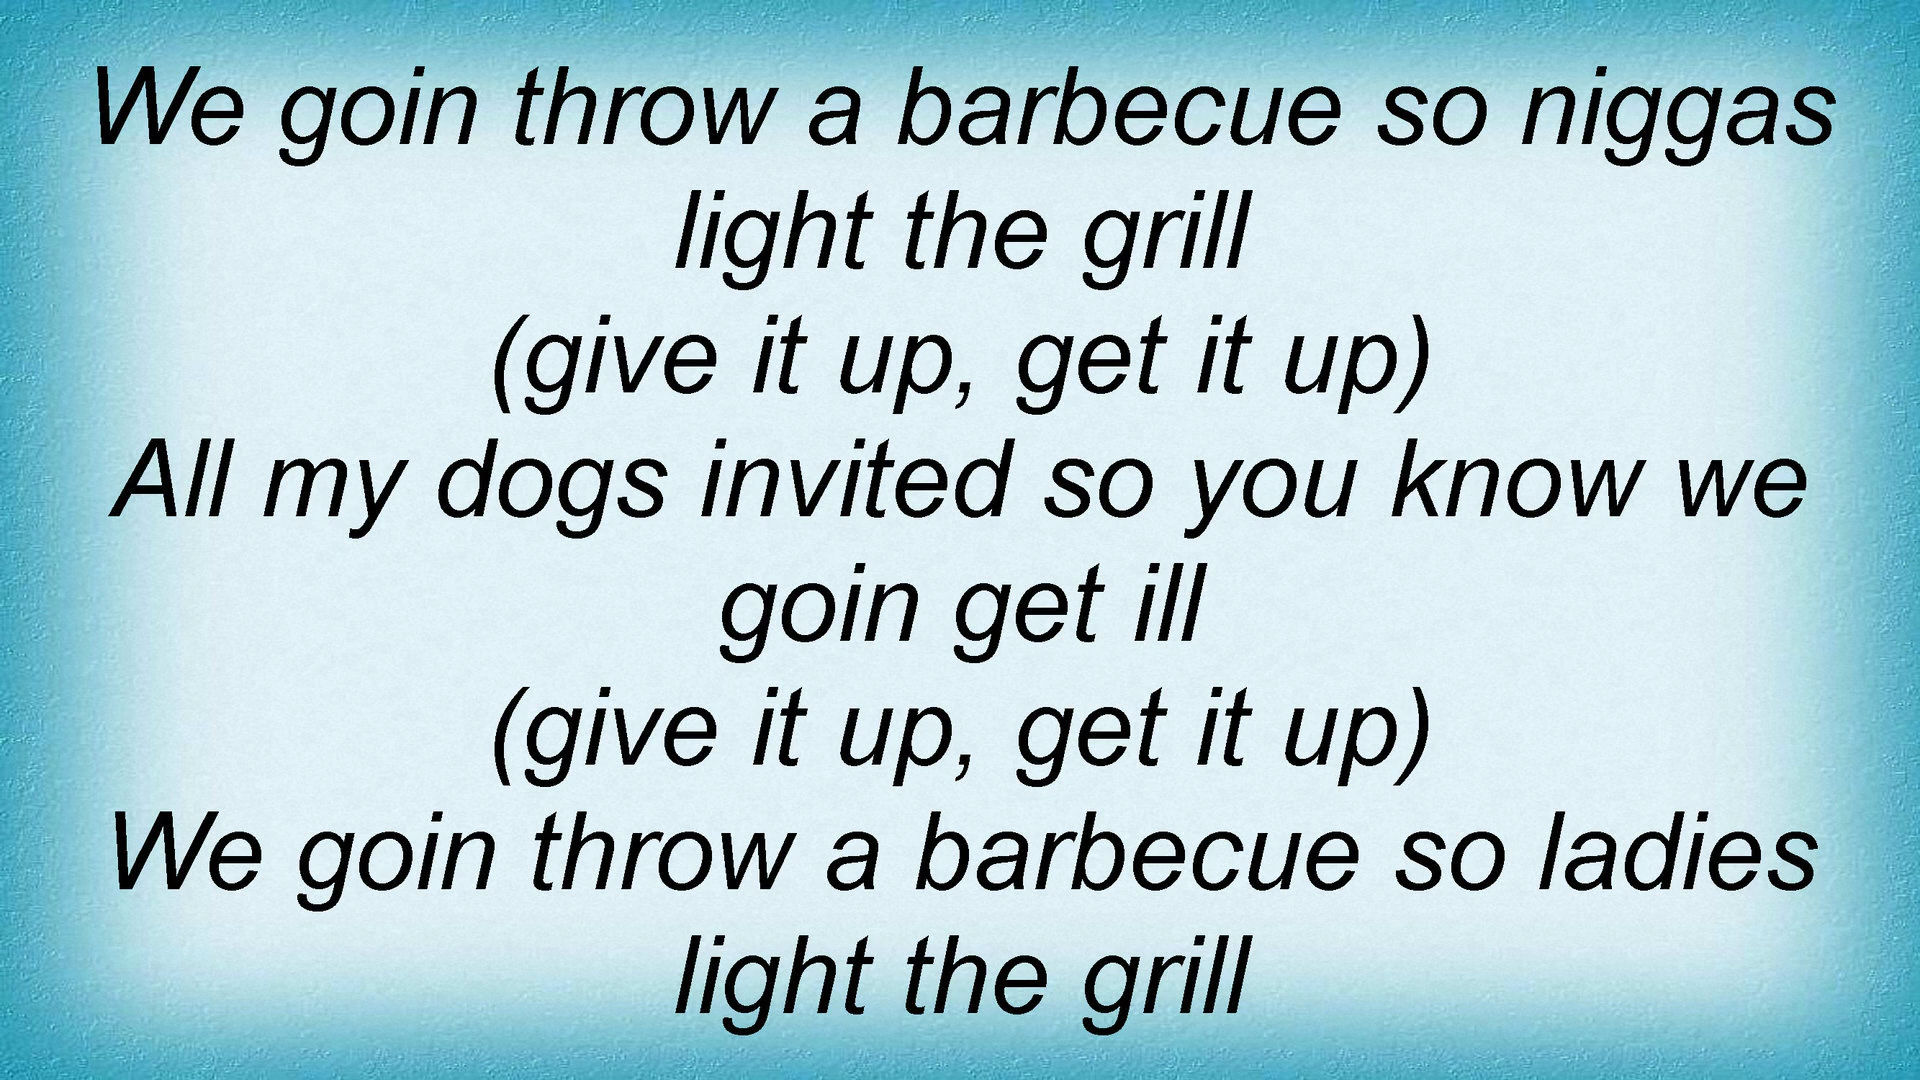 We goin throw a barbecue so niggas
light the grill
(give it up, get it up)
All my dogs invited so you know we
goin get ill
(give it up, get it up)
We goin throw a barbecue so ladies
light the grill